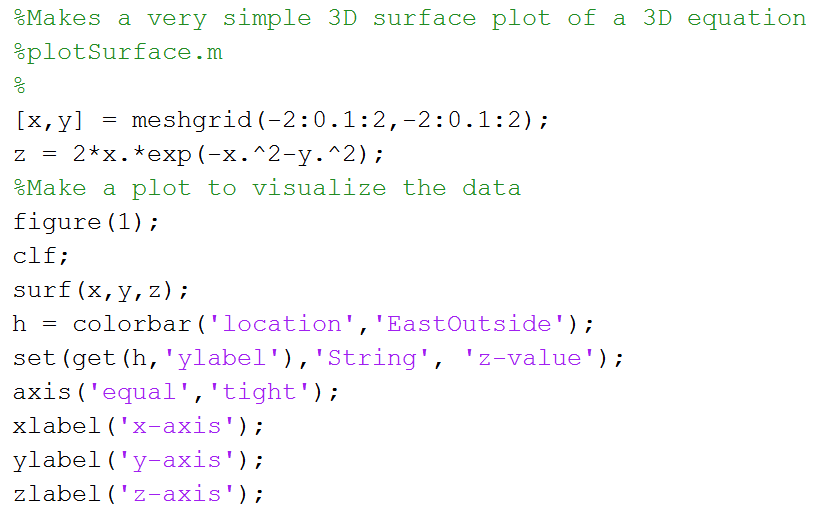 %Makes a very simple 3D surface plot of a 3D equation
%plotSurface.m
%
[x,y] = meshgrid(-2:0.1:2,-2:0.1:2);
z = 2*x.*exp(-x.^2-y.^2);
%Make a plot to visualize the data
figure(1);
clf;
surf(x,y,z);
h = colorbar('location','EastOutside');
set(get(h,'ylabel'),'String', 'z-value');
axis('equal','tight');
xlabel('x-axis');
ylabel('y-axis');
zlabel('z-axis');